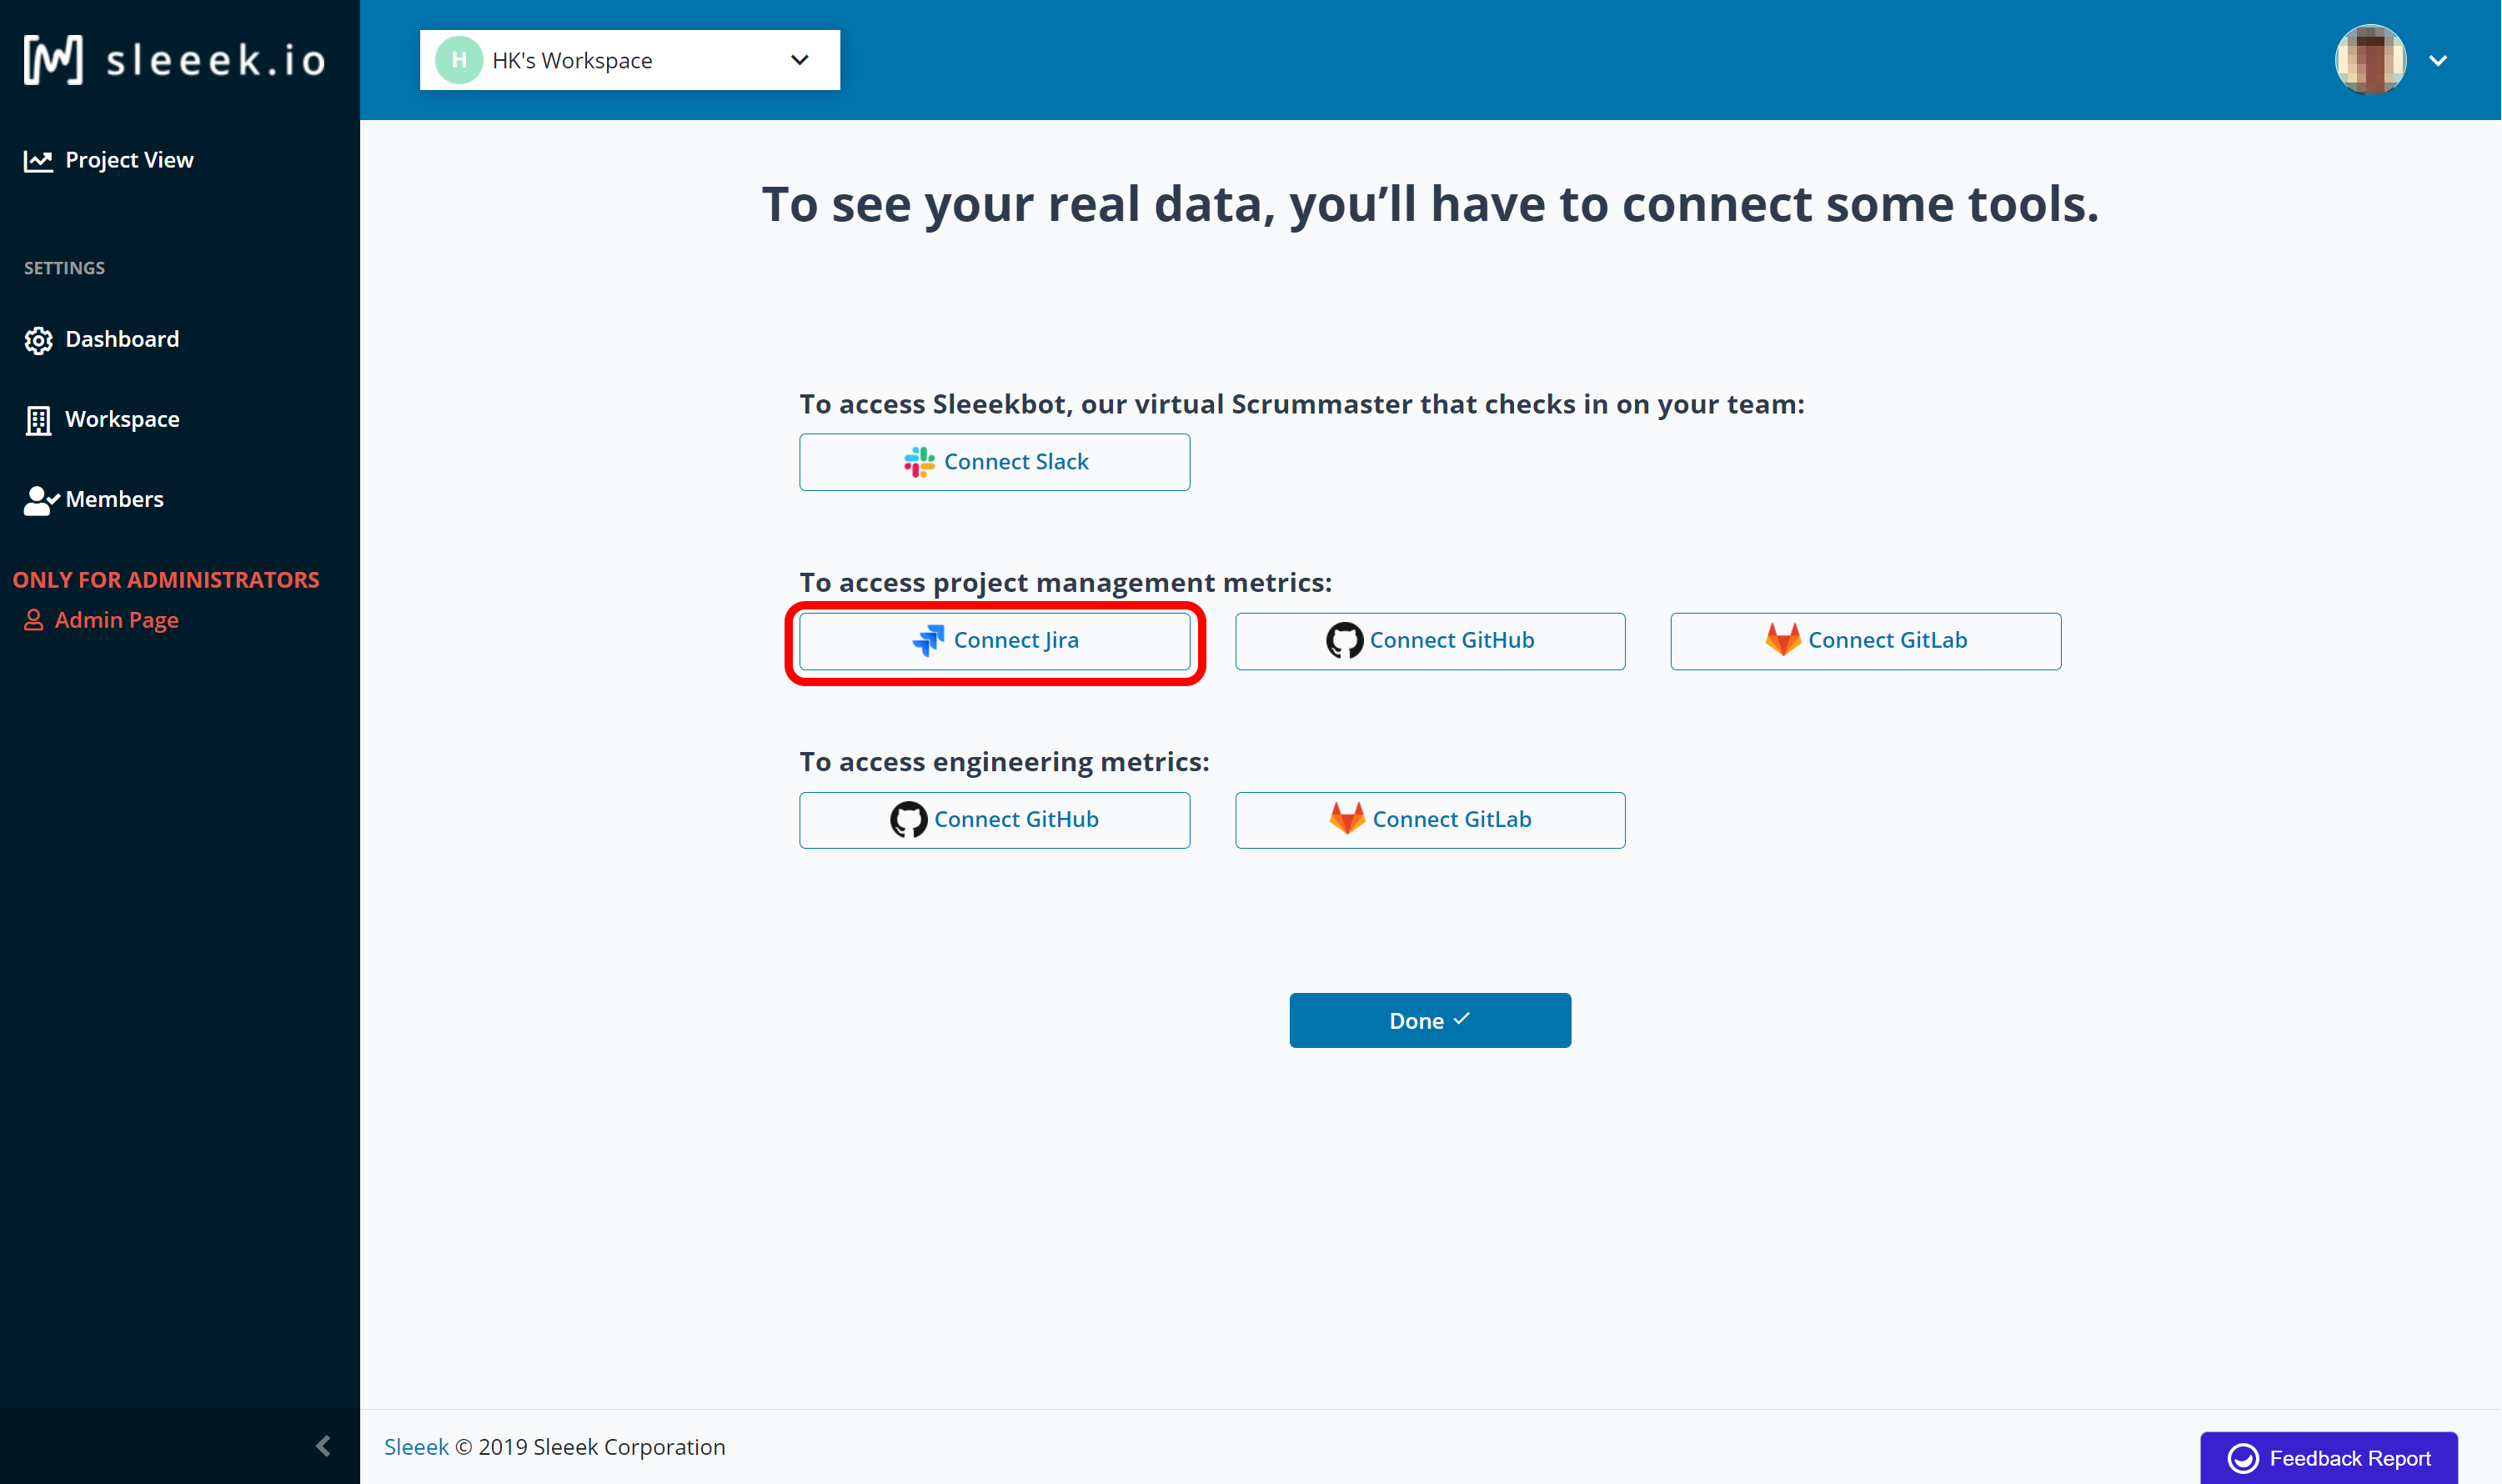 sleeek.io
H HK's Workspace
Project View
SETTINGS
Dashboard
Workspace
Members
ONLY FOR ADMINISTRATORS
Admin Page
To see your real data, you’ll have to connect some tools.
To access Sleeekbot, our virtual Scrummaster that checks in on your team:
Connect Slack
To access project management metrics:
Connect Jira Connect GitHub Connect GitLab
To access engineering metrics:
Connect GitHub Connect GitLab
Done
Sleeek © 2019 Sleeek Corporation
Feedback Report